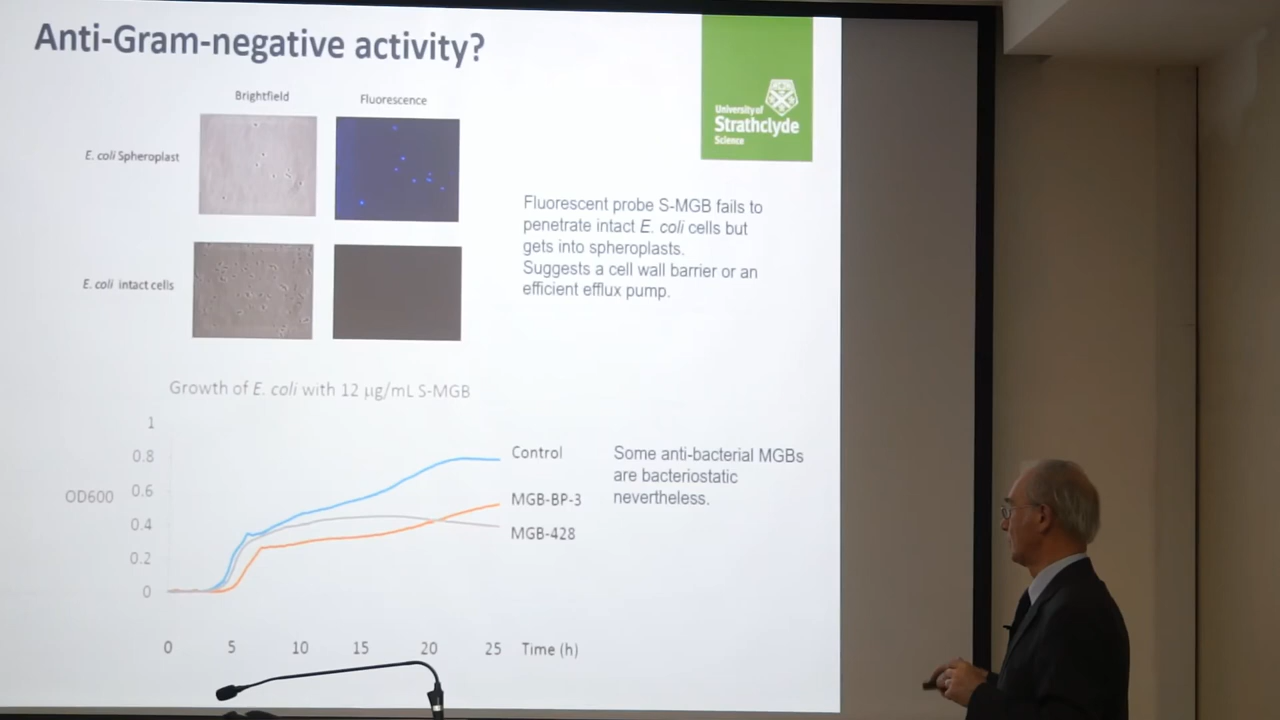 Anti-Gram-negative activity?
Brightfield
Fluorescence
University of
Strathclyde
Science
E. coli Spheroplast
E. coli intact cells
Fluorescent probe S-MGB fails to
penetrate intact E. coli cells but
gets into spheroplasts.
Suggests a cell wall barrier or an
efficient efflux pump.
Growth of E. coli with 12 µg/mL S-MGB
1
0.8
0.6
0.4
0.2
0
OD600
Control
MGB-BP-3
MGB-428
Some anti-bacterial MGBs
are bacteriostatic
nevertheless.
0 5 10 15 20 25 Time (h)